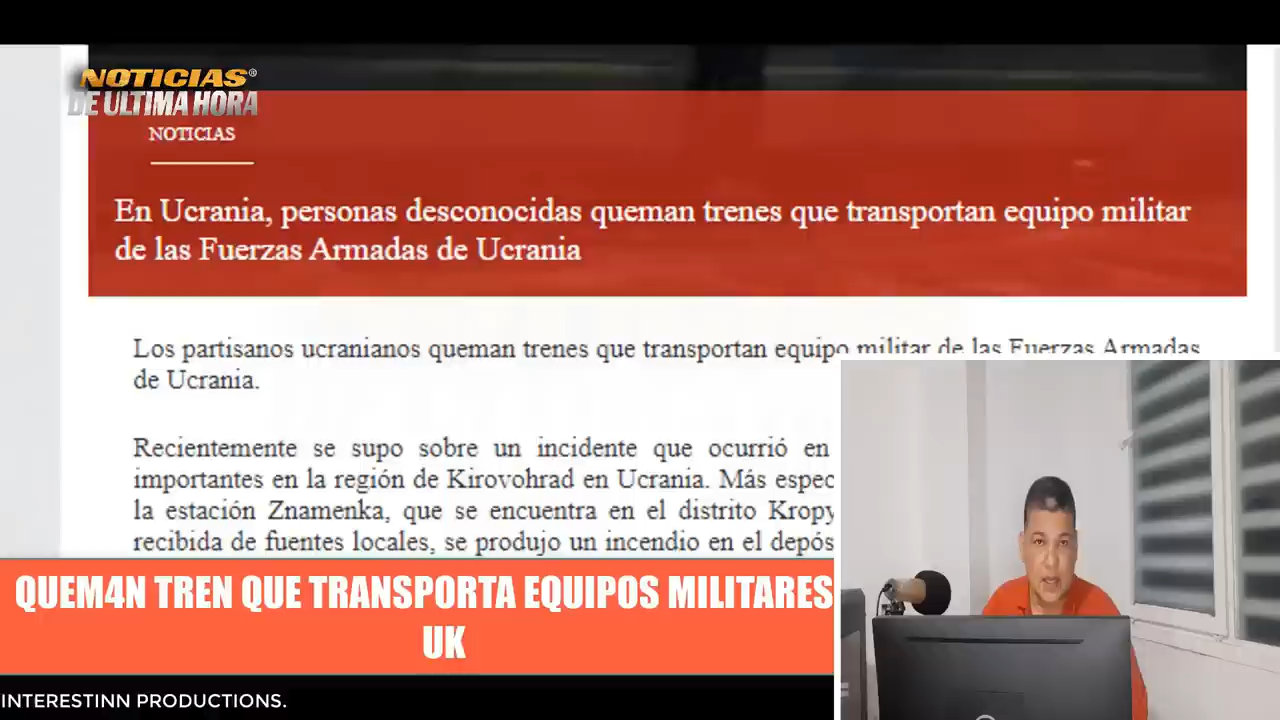 NOTICIAS®
DE ULTIMA HORA
NOTICIAS
En Ucrania, personas desconocidas queman trenes que transportan equipo militar
de las Fuerzas Armadas de Ucrania
Los partisanos ucranianos queman trenes que transportan equipo militar de las Fuerzas Armadas
de Ucrania.
Recientemente se supo sobre un incidente que ocurrió en
importantes en la región de Kirovohrad en Ucrania. Más espec
la estación Znamenka, que se encuentra en el distrito Kropy
recibida de fuentes locales, se produjo un incendio en el depós
QUEM4N TREN QUE TRANSPORTA EQUIPOS MILITARES
UK
INTERESTINN PRODUCTIONS.